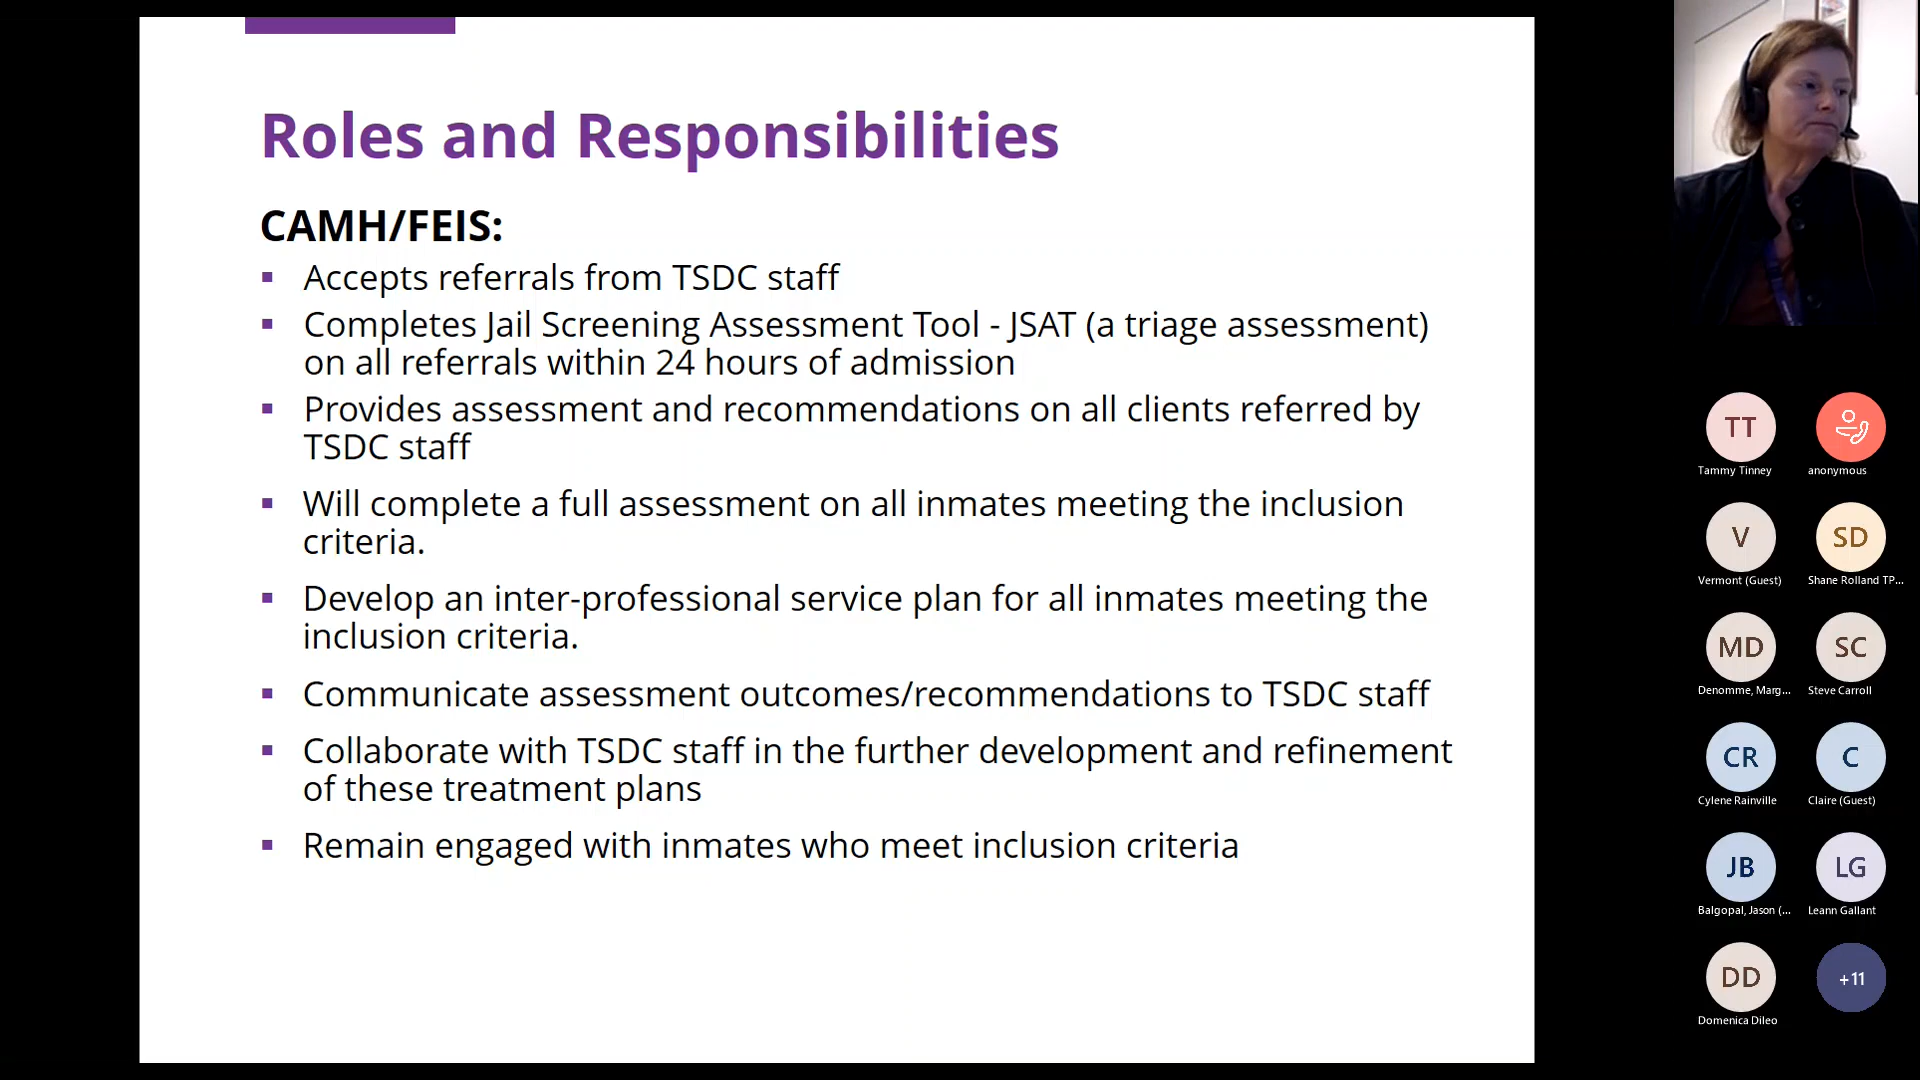 Roles and Responsibilities
CAMH/FEIS:
Accepts referrals from TSDC staff
Completes Jail Screening Assessment Tool - JSAT (a triage assessment)
on all referrals within 24 hours of admission
Provides assessment and recommendations on all clients referred by
TSDC staff
Will complete a full assessment on all inmates meeting the inclusion
criteria.
Develop an inter-professional service plan for all inmates meeting the
inclusion criteria.
Communicate assessment outcomes/recommendations to TSDC staff
Collaborate with TSDC staff in the further development and refinement
of these treatment plans
Remain engaged with inmates who meet inclusion criteria
TT
Tammy Tinney
anonymous
V
SD
Vermont (Guest)
Shane Rolland TP...
MD
SC
Denomme, Marg...
Steve Carroll
CR
C
Cylene Rainville
Claire (Guest)
JB
LG
Balgopal, Jason (...
Leann Gallant
DD
+11
Domenica Dileo